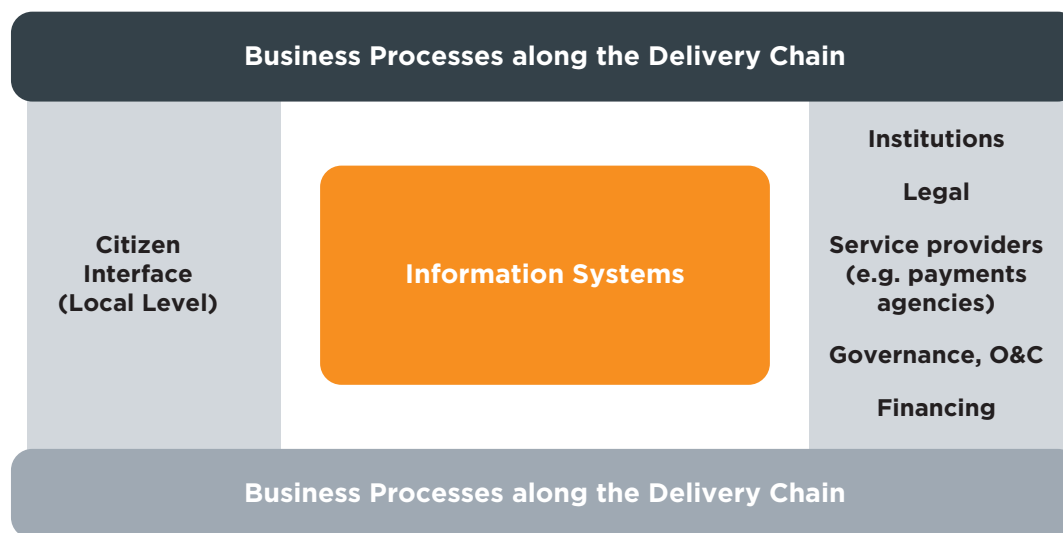 Business Processes along the Delivery Chain
Citizen
Interface
(Local Level)
Information Systems
Institutions
Legal
Service providers
(e.g. payments
agencies)
Governance, O&C
Financing
Business Processes along the Delivery Chain